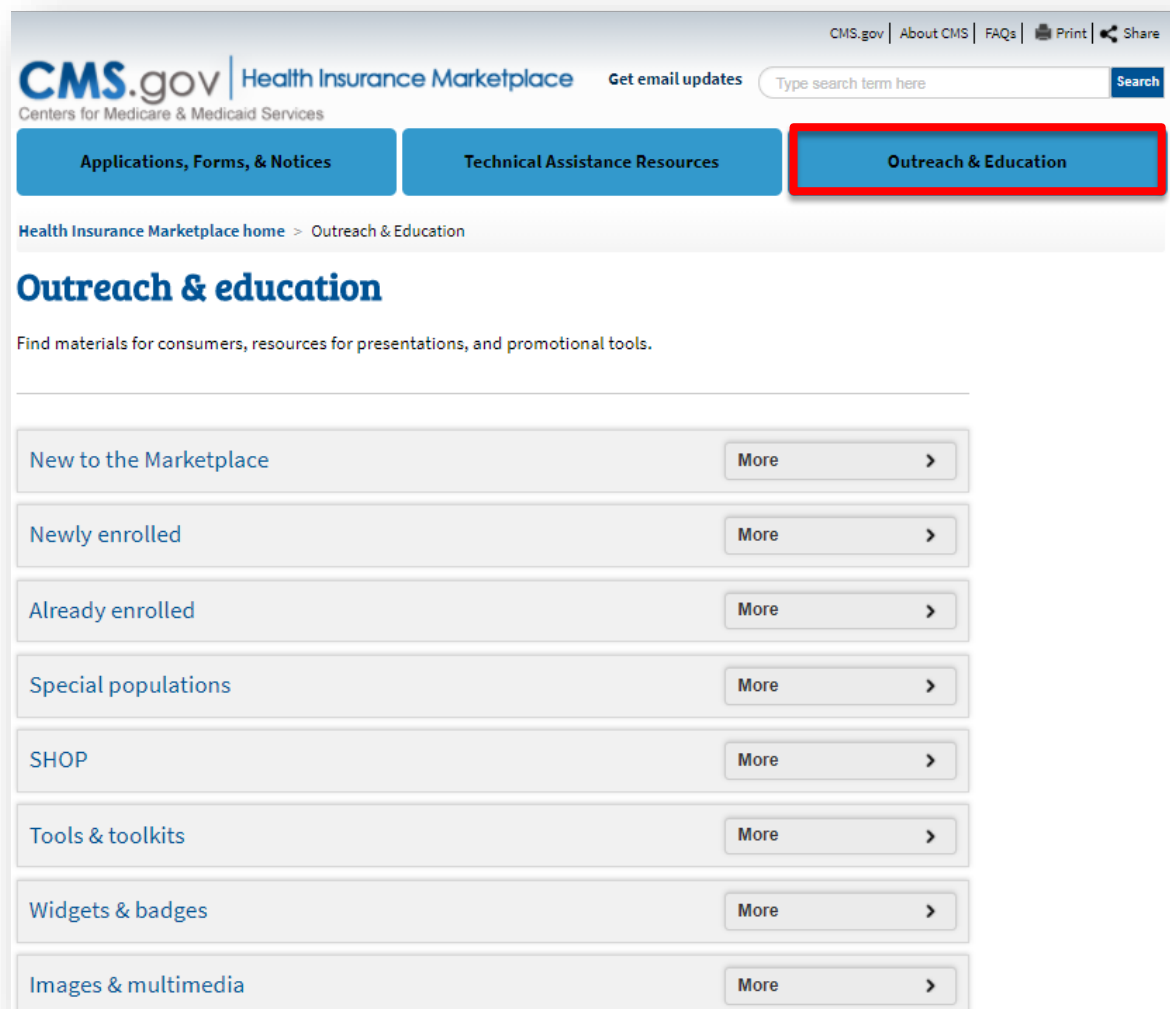 CMS.gov About CMS FAQs Print Share
CMS.gov Health Insurance Marketplace Get email updates Type search term here Search
Centers for Medicare & Medicaid Services
Applications, Forms, & Notices Technical Assistance Resources Outreach & Education
Health Insurance Marketplace home > Outreach & Education
Outreach & education
Find materials for consumers, resources for presentations, and promotional tools.
New to the Marketplace More
Newly enrolled More
Already enrolled More
Special populations More
SHOP More
Tools & toolkits More
Widgets & badges More
Images & multimedia More